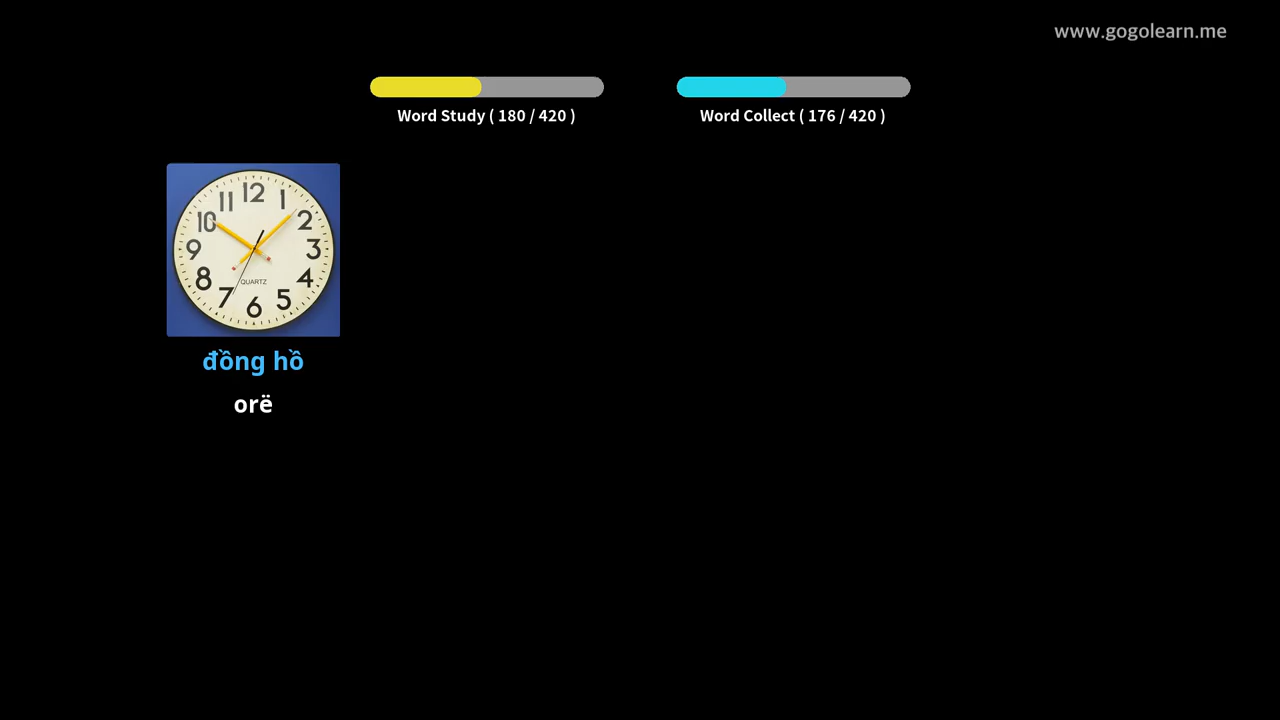 www.gogolearn.me
Word Study ( 180 / 420 )
Word Collect ( 176 / 420 )
12
11
1
10
2
9
3
8
4
QUARTZ
7
5
6
đồng hồ
orë